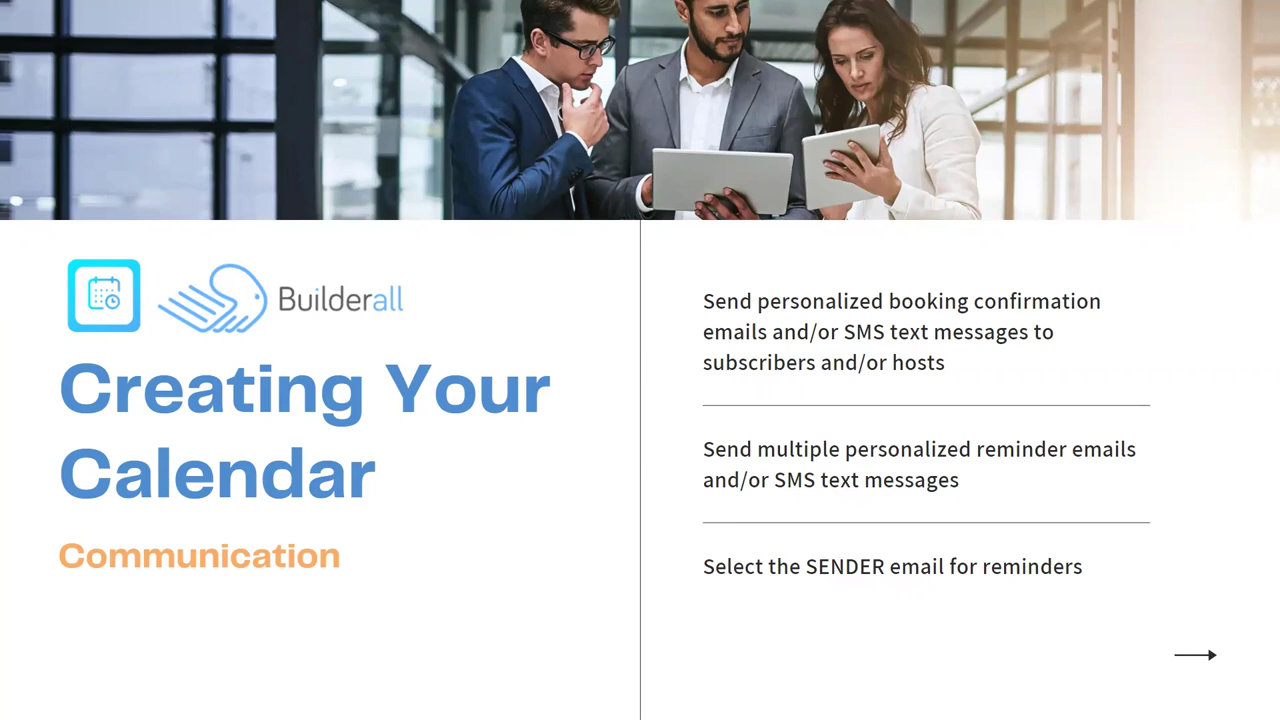 Builderall
Creating Your
Calendar
Communication
Send personalized booking confirmation
emails and/or SMS text messages to
subscribers and/or hosts
Send multiple personalized reminder emails
and/or SMS text messages
Select the SENDER email for reminders